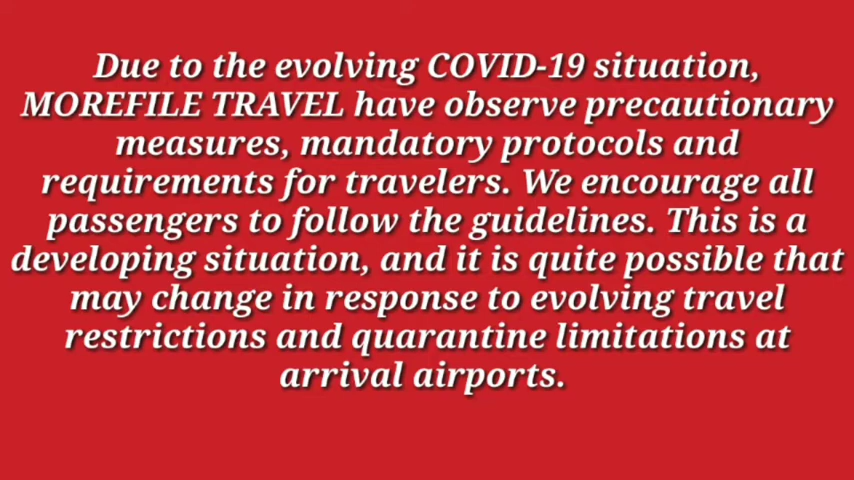 Due to the evolving COVID-19 situation,
MOREFILE TRAVEL have observe precautionary
measures, mandatory protocols and
requirements for travelers. We encourage all
passengers to follow the guidelines. This is a
developing situation, and it is quite possible that
may change in response to evolving travel
restrictions and quarantine limitations at
arrival airports.